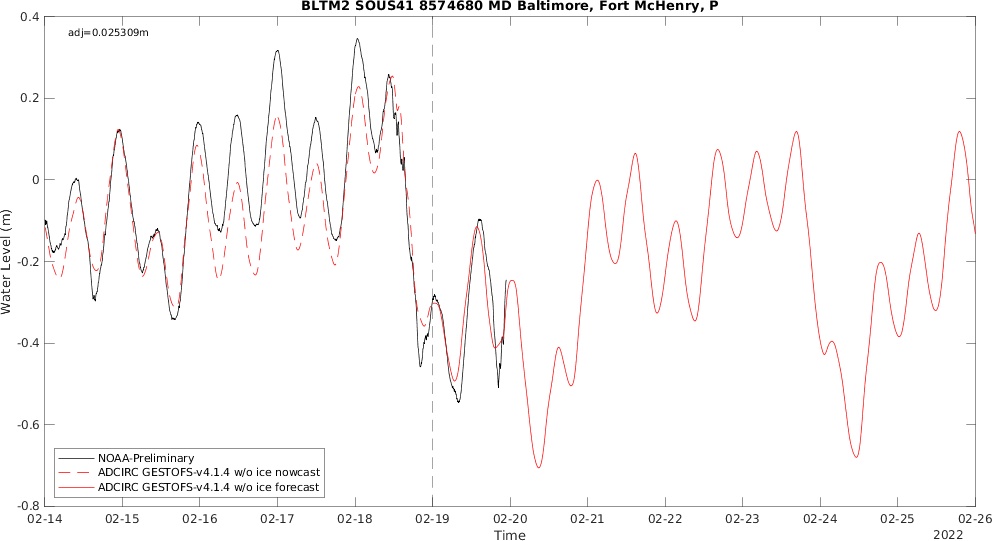 BLTM2 SOUS41 8574680 MD Baltimore, Fort McHenry, P
adj=0.025309m
0.4
0.2
0
-0.2
-0.4
-0.6
-0.8
Water Level (m)
NOAA-Preliminary
ADCIRC GESTOFS-v4.1.4 w/o ice nowcast
ADCIRC GESTOFS-v4.1.4 w/o ice forecast
02-14 02-15 02-16 02-17 02-18 02-19 02-20 02-21 02-22 02-23 02-24 02-25 02-26
Time
2022